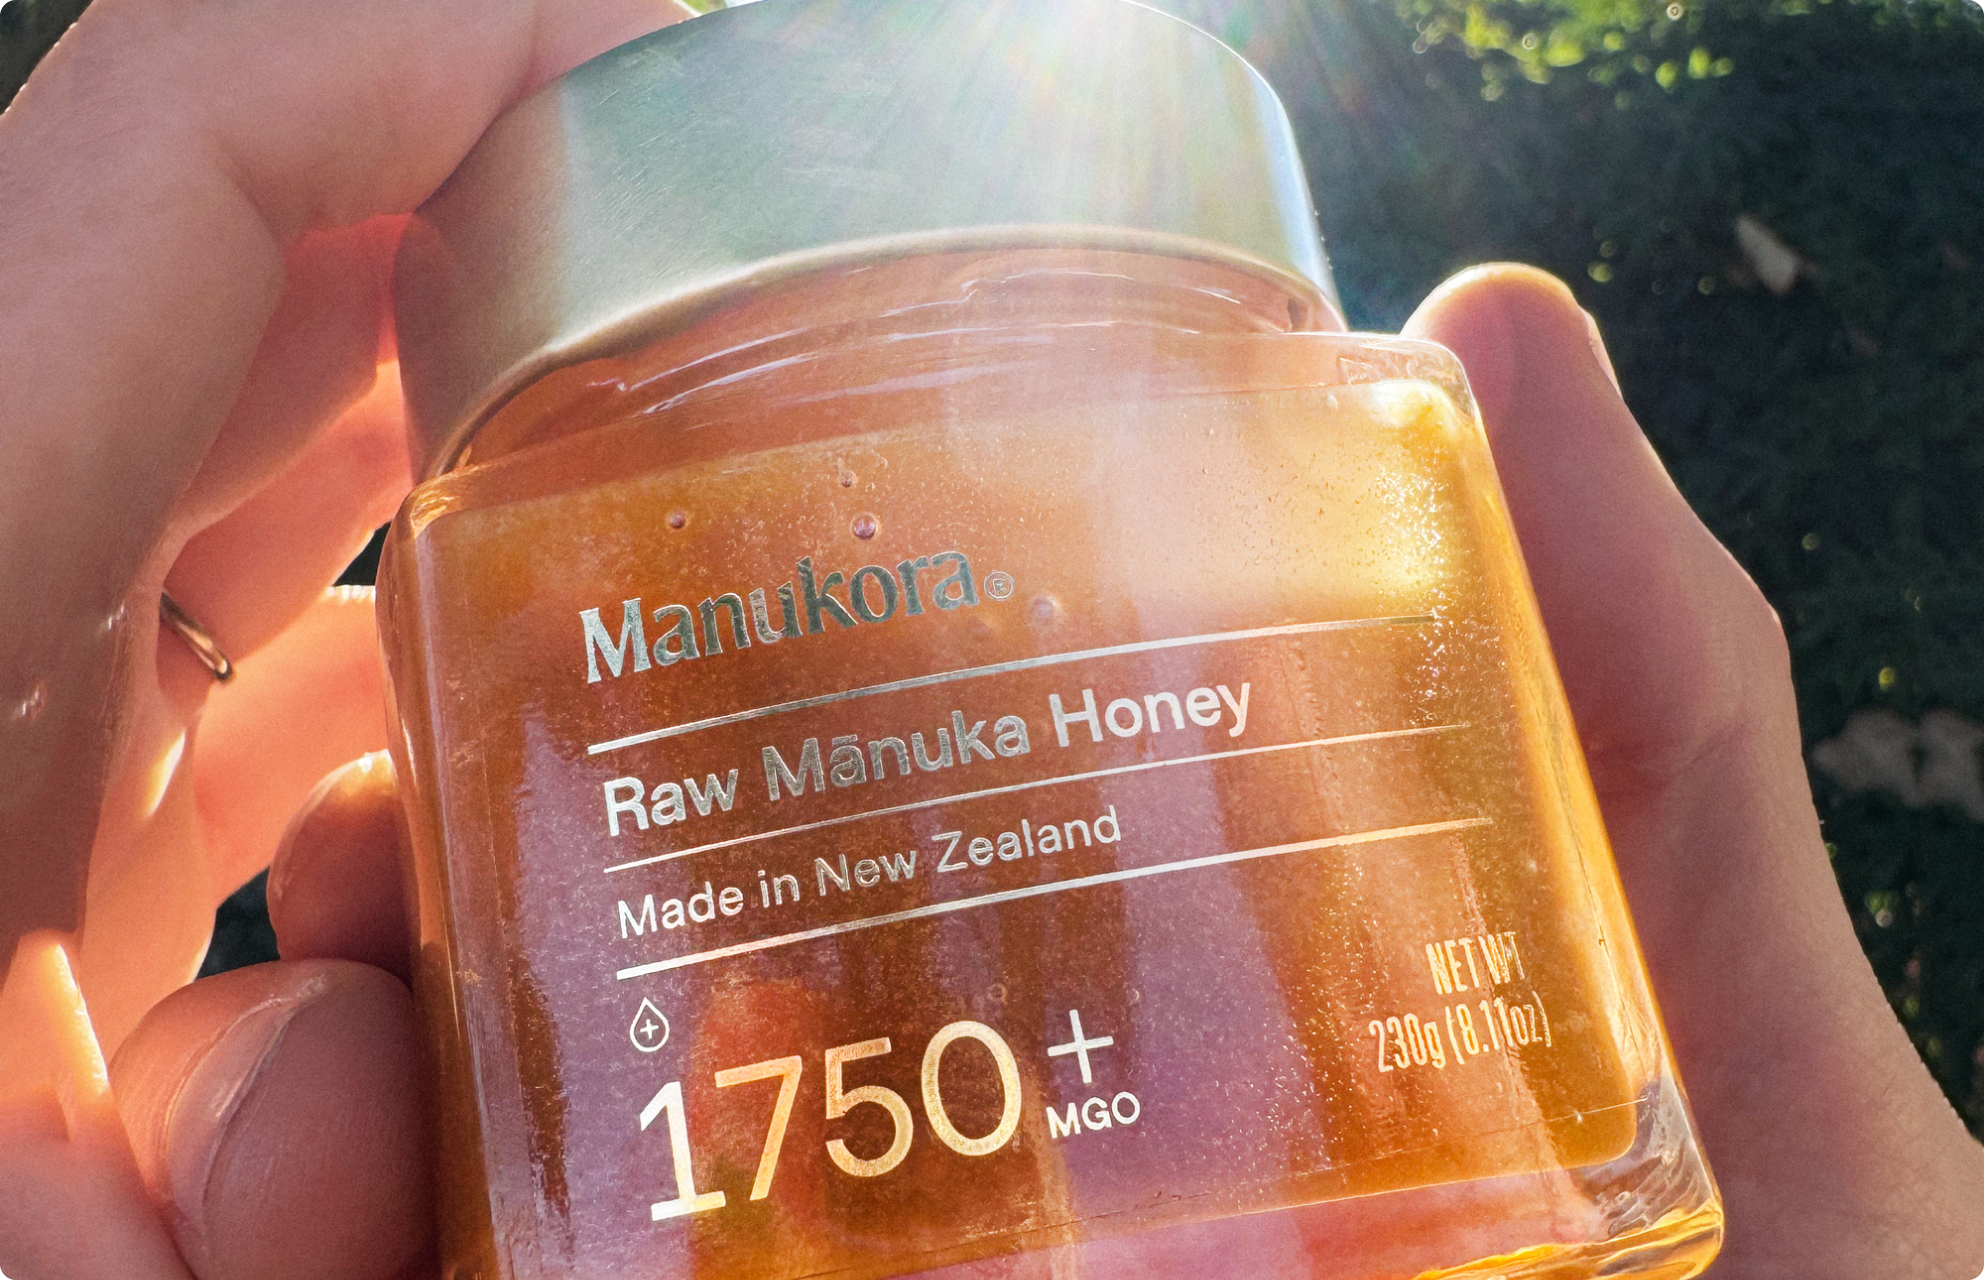 Manukora®
Raw Mānuka Honey
Made in New Zealand
1750+
MGO
NET WT
230g (8.11oz)